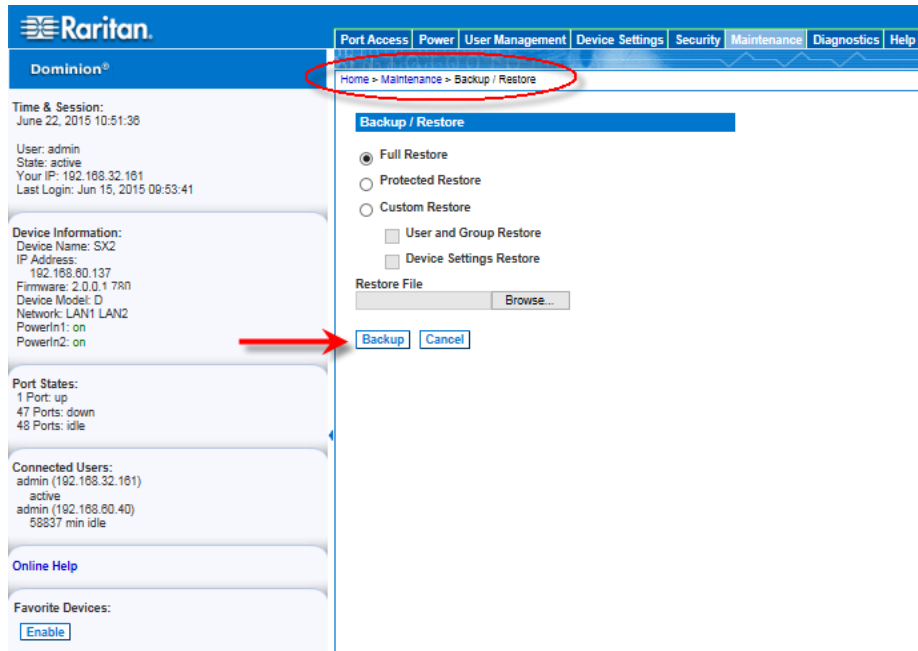 Raritan.
Port Access Power User Management Device Settings Security Maintenance Diagnostics Help
Dominion®
Home > Maintenance > Backup / Restore
Time & Session:
June 22, 2015 10:51:36
User: admin
State: active
Your IP: 192.168.32.161
Last Login: Jun 15, 2015 09:53:41
Device Information:
Device Name: SX2
IP Address:
192.168.60.137
Firmware: 2.0.0.1.780
Device Model: D
Network: LAN1 LAN2
PowerIn1: on
PowerIn2: on
Port States:
1 Port: up
47 Ports: down
48 Ports: idle
Connected Users:
admin (192.168.32.161)
active
admin (192.168.60.40)
58837 min idle
Online Help
Favorite Devices:
Enable
Backup / Restore
Full Restore
Protected Restore
Custom Restore
User and Group Restore
Device Settings Restore
Restore File
Browse...
Backup Cancel